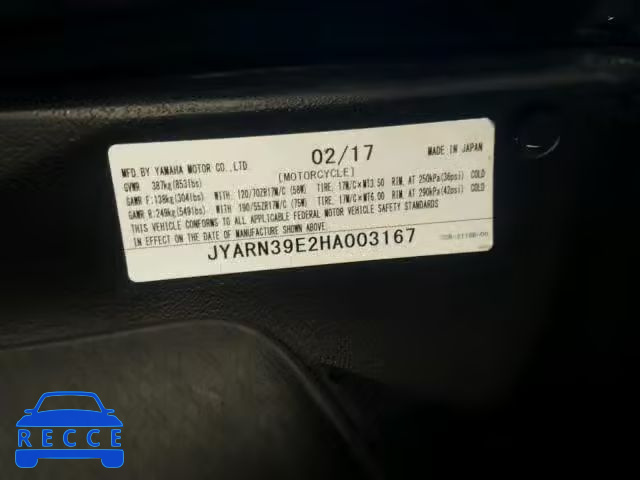 02/17
MADE IN JAPAN
MFD BY YAMAHA MOTOR CO.,LTD
[MOTORCYCLE]
GVWR 387kg(853lbs)
GAWR F:138kg(304lbs) WITH: 120/70ZR17M/C (58W) TIRE, 17M/C×MT3.50 RIM, AT 250kPa(36psi) COLD
GAWR R:249kg(549lbs) WITH: 190/55ZR17M/C (75W) TIRE, 17M/C×MT6.00 RIM, AT 290kPa(42psi) COLD
THIS VEHICLE CONFORMS TO ALL APPLICABLE FEDERAL MOTOR VEHICLE SAFETY STANDARDS
IN EFFECT ON THE DATE OF MANUFACTURE SHOWN ABOVE.
JYARN39E2HA003167
RECCE